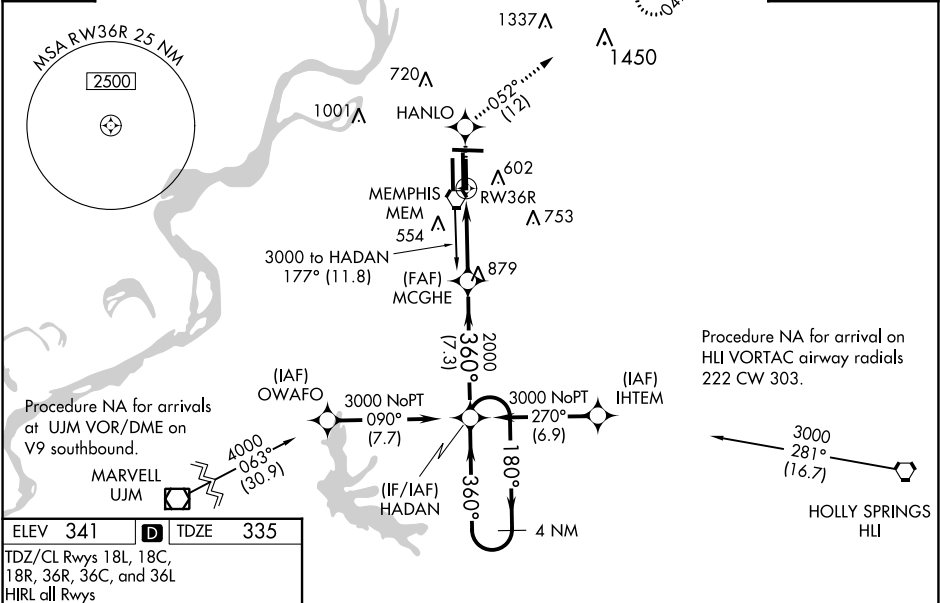 MSA RW36R 25 NM
2500
1337
04
1450
720
1001
HANLO
052°
(12)
602
MEMPHIS
MEM
RW36R
753
554
3000 to HADAN
177° (11.8)
(FAF)
MCGHE
879
2000
360°
(7.3)
Procedure NA for arrival on
HLI VORTAC airway radials
222 CW 303.
(IAF)
OWAFO
3000 NoPT
090°
(7.7)
3000 NoPT
270°
(6.9)
(IAF)
IHTEM
Procedure NA for arrivals
at UJM VOR/DME on
V9 southbound.
4000
063°
(30.9)
MARVELL
UJM
(IF/IAF)
HADAN
360°
180°
4 NM
3000
281°
(16.7)
HOLLY SPRINGS
HLI
ELEV 341 D TDZE 335
TDZ/CL Rwys 18L, 18C,
18R, 36R, 36C, and 36L
HIRL all Rwys